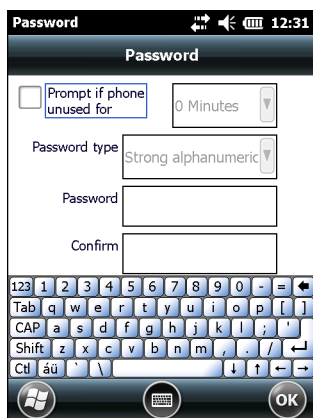 Password 12:31
Password
Prompt if phone
unused for
0 Minutes
Password type
Strong alphanumeric
Password
Confirm
123 1 2 3 4 5 6 7 8 9 0 - =
Tab q w e r t y u i o p [ ]
CAP a s d f g h j k l ; '
Shift z x c v b n m , . /
Ctl áü ` \
OK